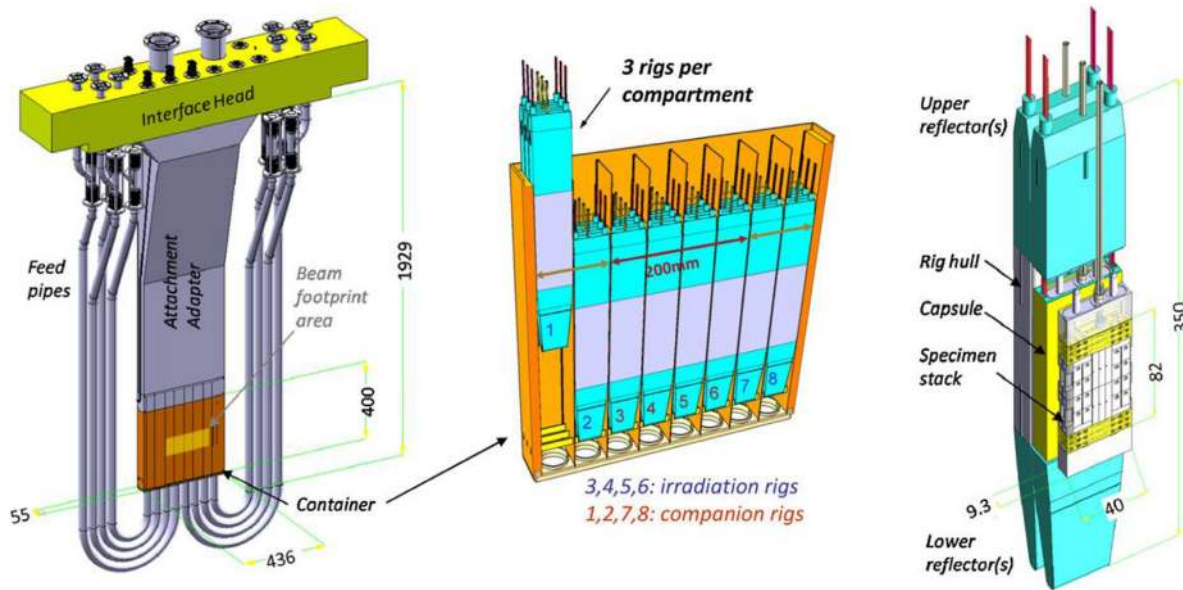 Interface Head
Feed
pipes
Attachment
Adapter
Beam
footprint
area
1929
400
55
436
Container
3 rigs per
compartment
200mm
1
2
3
4
5
6
7
8
3,4,5,6: irradiation rigs
1,2,7,8: companion rigs
Upper
reflector(s)
Rig hull
Capsule
Specimen
stack
350
82
9.3
40
Lower
reflector(s)